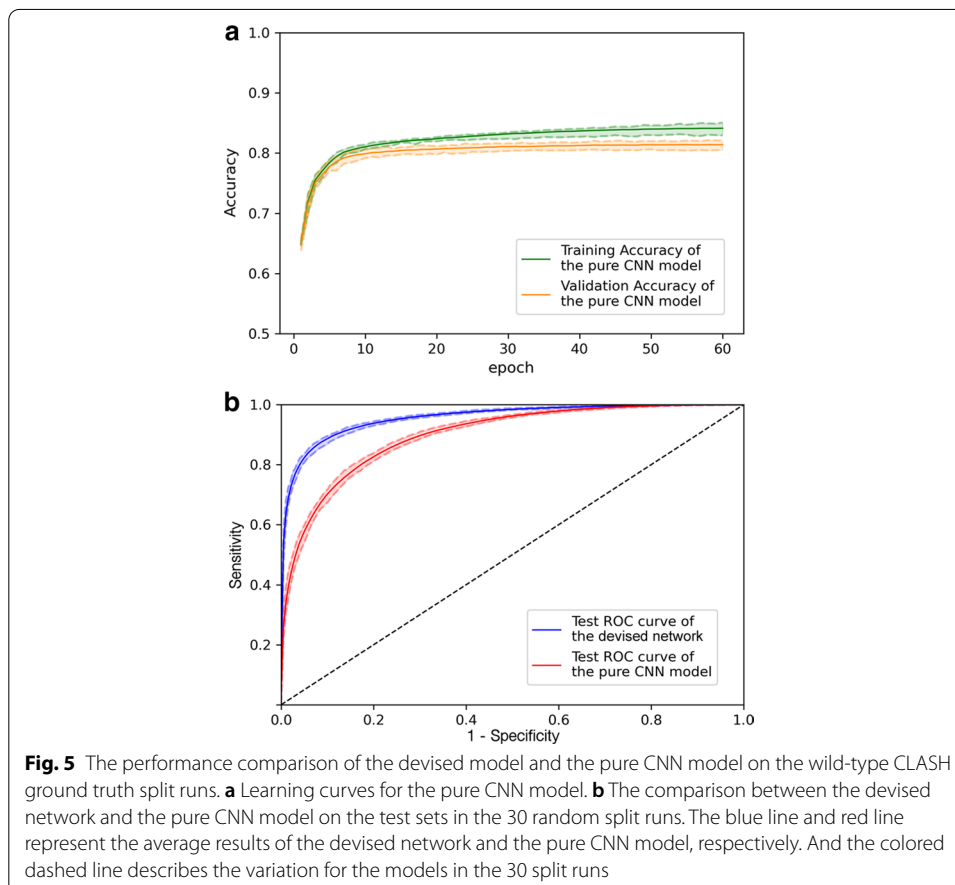 a
1.0
0.9
0.8
0.7
0.6
0.5
Accuracy
Training Accuracy of
the pure CNN model
Validation Accuracy of
the pure CNN model
0 10 20 30 40 50 60
epoch
b
1.0
0.8
0.6
0.4
0.2
Sensitivity
Test ROC curve of
the devised network
Test ROC curve of
the pure CNN model
0.0 0.2 0.4 0.6 0.8 1.0
1 - Specificity
Fig. 5 The performance comparison of the devised model and the pure CNN model on the wild-type CLASH
ground truth split runs. a Learning curves for the pure CNN model. b The comparison between the devised
network and the pure CNN model on the test sets in the 30 random split runs. The blue line and red line
represent the average results of the devised network and the pure CNN model, respectively. And the colored
dashed line describes the variation for the models in the 30 split runs